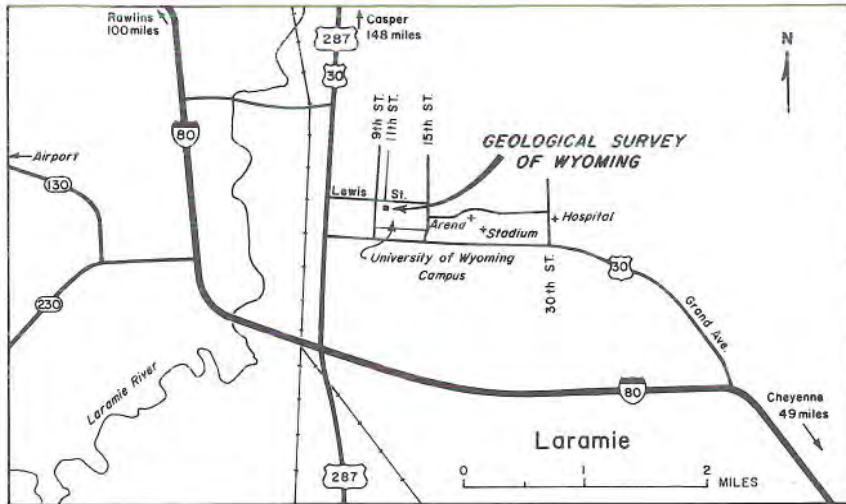 Rawlins
100 miles
Casper
148 miles
287
30
N
80
9th ST.
11th ST.
15th ST.
GEOLOGICAL SURVEY
OF WYOMING
Airport
130
Lewis St.
Arena
Stadium
Hospital
University of Wyoming
Campus
30th ST.
30
230
Grand Ave.
Laramie River
80
Cheyenne
49 miles
Laramie
287
0 1 2
MILES